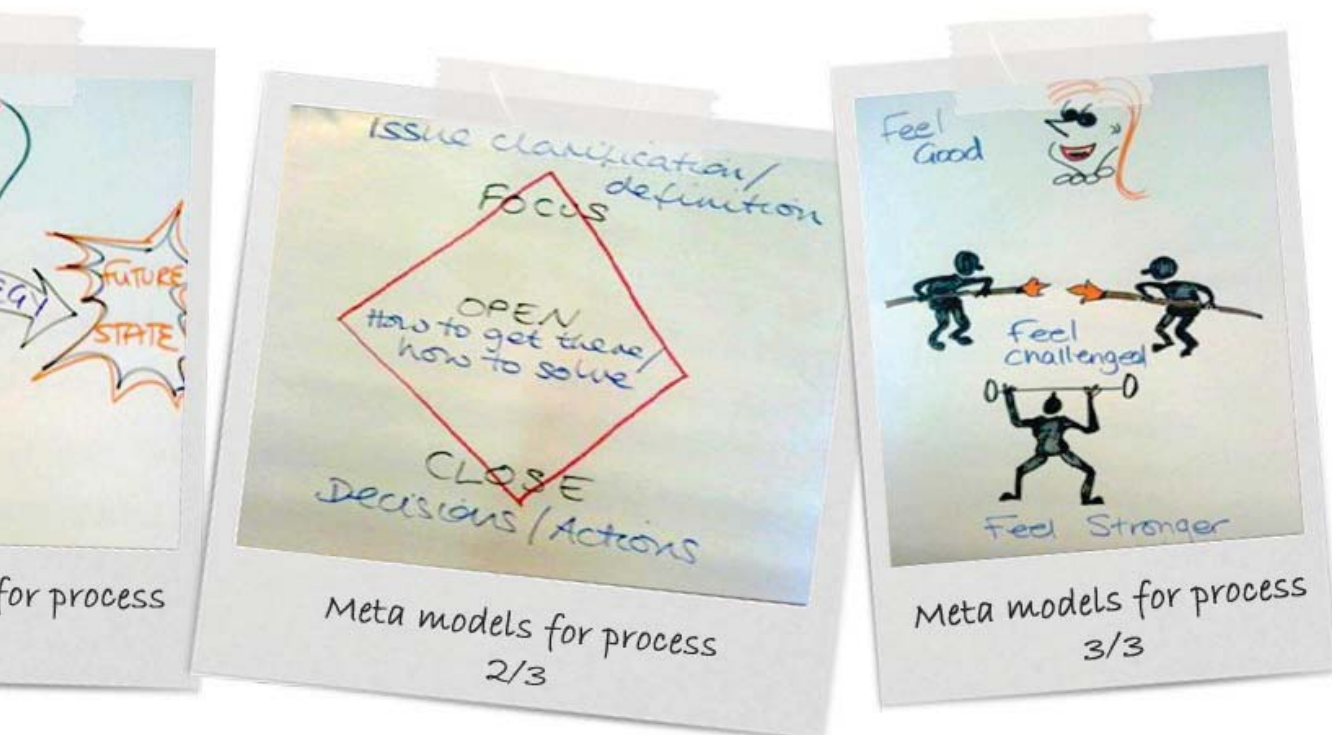 FUTURE
STATE
for process
Issue clarification/
definition
FOCUS
OPEN
How to get there/
how to solve
CLOSE
Decisions/Actions
Meta models for process
2/3
Feel
Good
Feel
challenged
Feel Stronger
Meta models for process
3/3